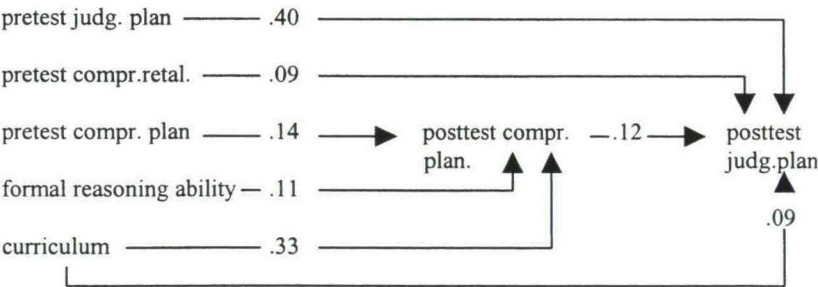 pretest judg. plan .40
pretest compr.retal. .09
pretest compr. plan .14 posttest compr. .12 posttest
plan. judg.plan
formal reasoning ability .11
.09
curriculum .33